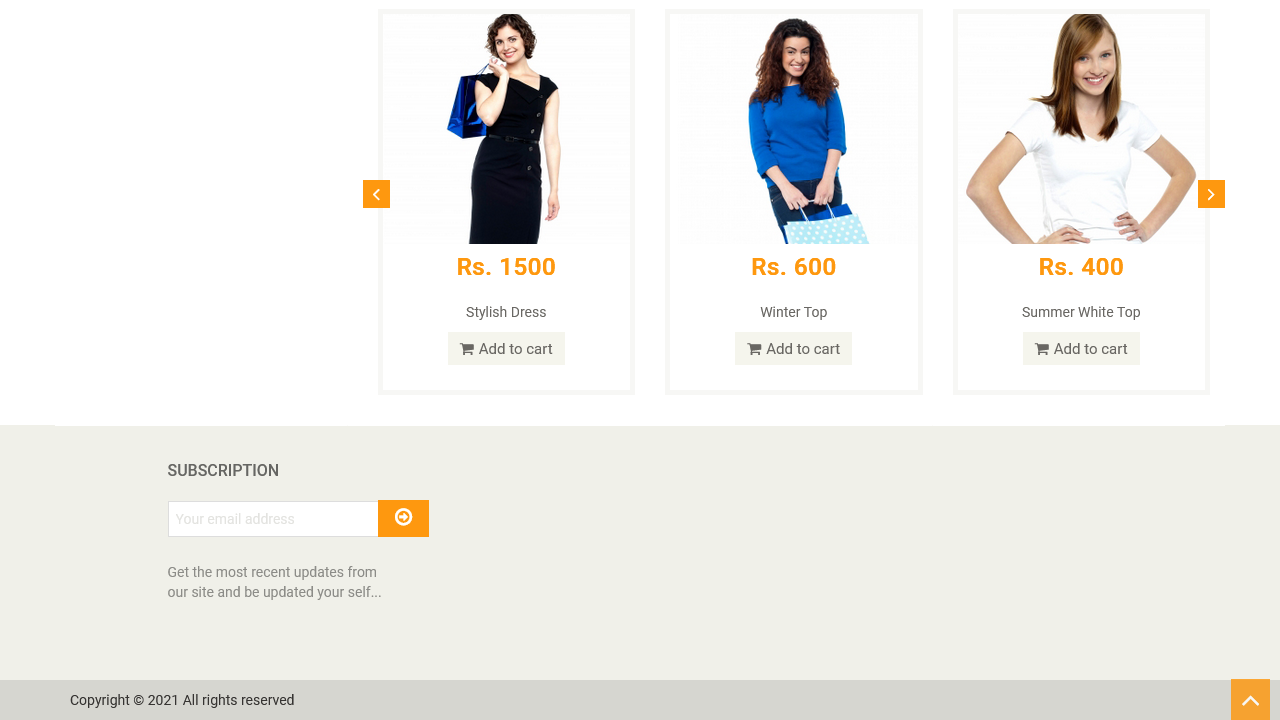 Rs. 1500
Stylish Dress
Add to cart
Rs. 600
Winter Top
Add to cart
Rs. 400
Summer White Top
Add to cart
SUBSCRIPTION
Your email address
Get the most recent updates from
our site and be updated your self...
Copyright © 2021 All rights reserved